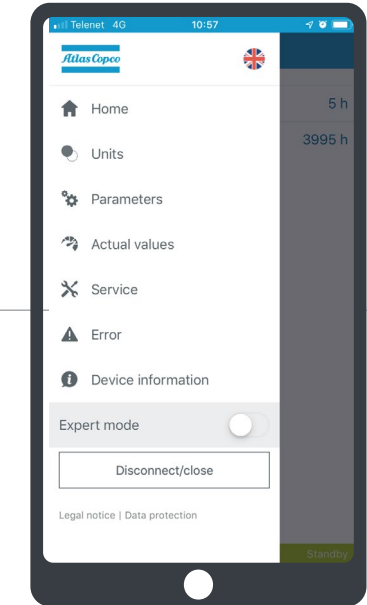 Telenet 4G 10:57
Atlas Copco
Home
5 h
Units
3995 h
Parameters
Actual values
Service
Error
Device information
Expert mode
Disconnect/close
Legal notice | Data protection
Standby